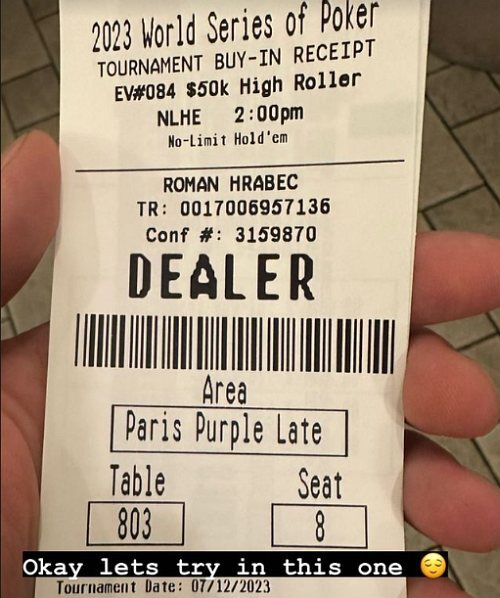 2023 World Series of Poker
TOURNAMENT BUY-IN RECEIPT
EV#084 $50k High Roller
NLHE 2:00pm
No-Limit Hold'em
ROMAN HRABEC
TR: 0017006957136
Conf #: 3159870
DEALER
Area
Paris Purple Late
Table Seat
803 8
Okay lets try in this one 😌
Tournament Date: 07/12/2023